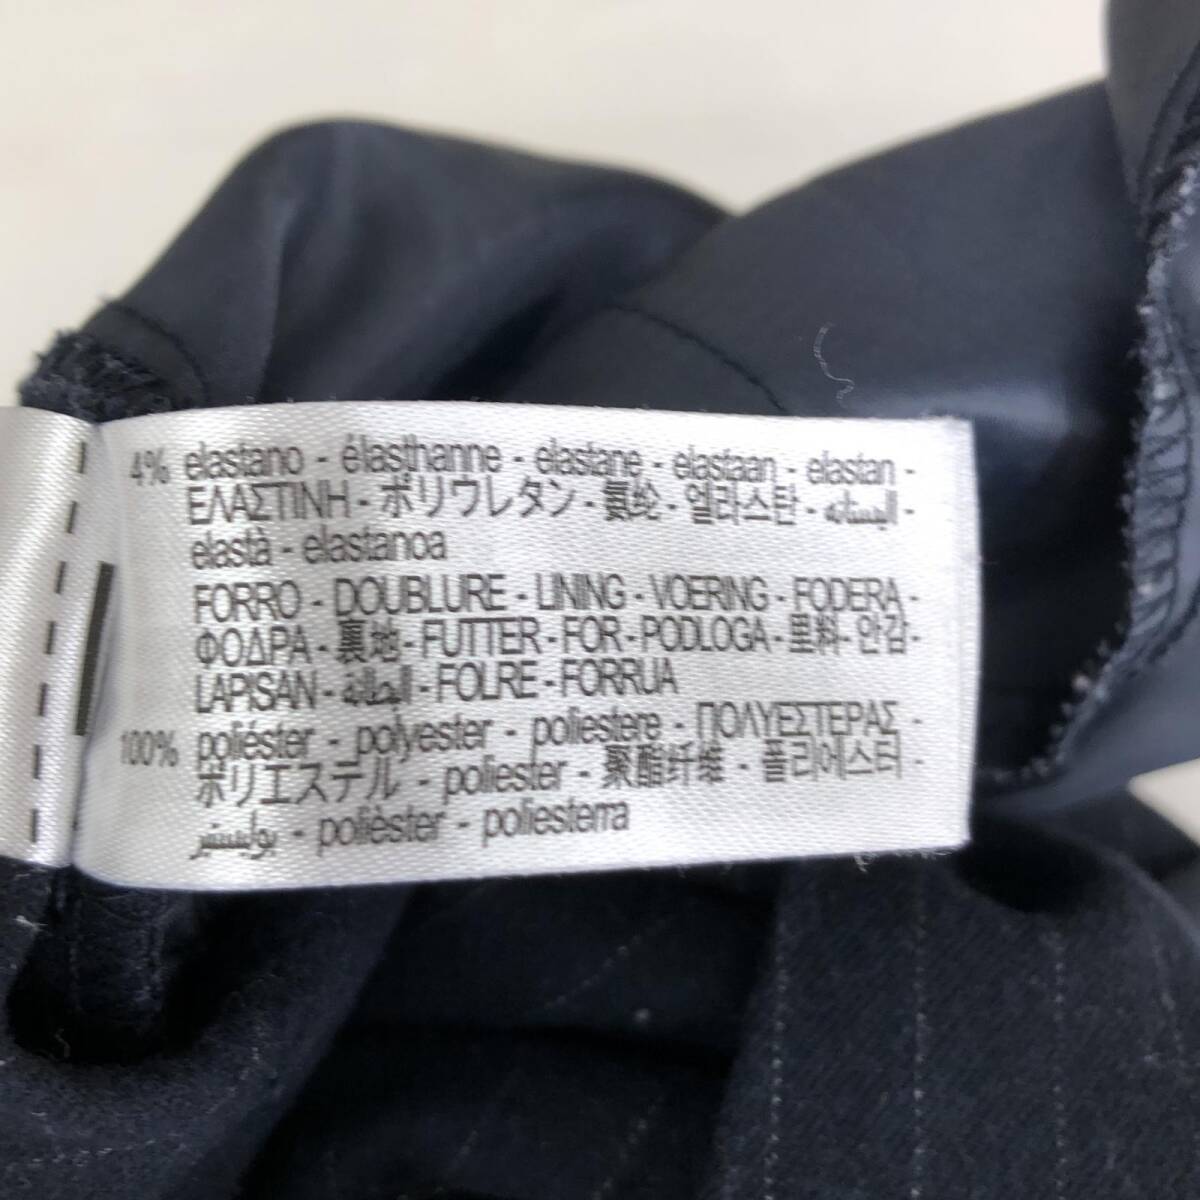 4% elastano - élasthanne - elastane - elastaan - elastan -
ΕΛΑΣΤΙΝΗ - ポリウレタン - 氨纶 - 엘라스탄 - اليستانه -
elastà - elastanoa
FORRO - DOUBLURE - LINING - VOERING - FODERA -
ΦΟΔΡΑ - 裏地 - FUTTER - FOR - PODLOGA - 里料 - 안감 -
LAPISAN - البطانة - FOLRE - FORRUA
100% poliéster - polyester - poliestere - ΠΟΛΥΕΣΤΕΡΑΣ -
ポリエステル - poliester - 聚酯纤维 - 폴리에스터 -
بوليستير - polièster - poliesterra